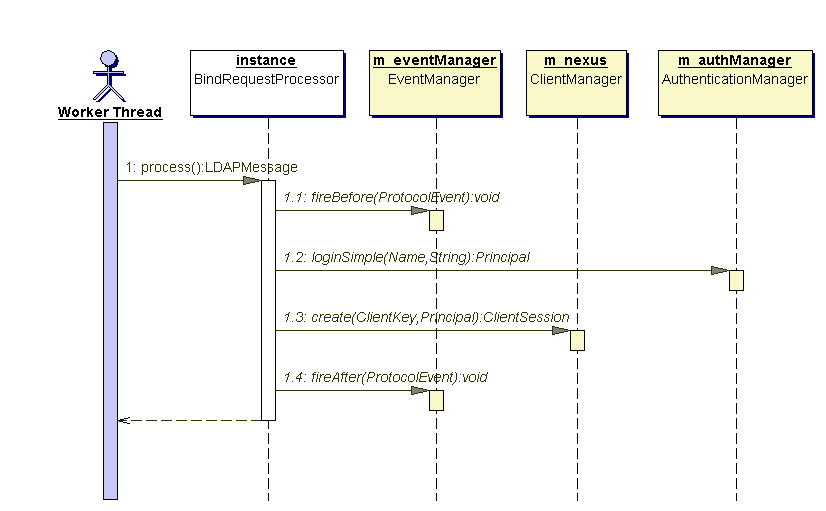 instance
BindRequestProcessor
m_eventManager
EventManager
m_nexus
ClientManager
m_authManager
AuthenticationManager
Worker Thread
1: process():LDAPMessage
1.1: fireBefore(ProtocolEvent):void
1.2: loginSimple(Name,String):Principal
1.3: create(ClientKey,Principal):ClientSession
1.4: fireAfter(ProtocolEvent):void